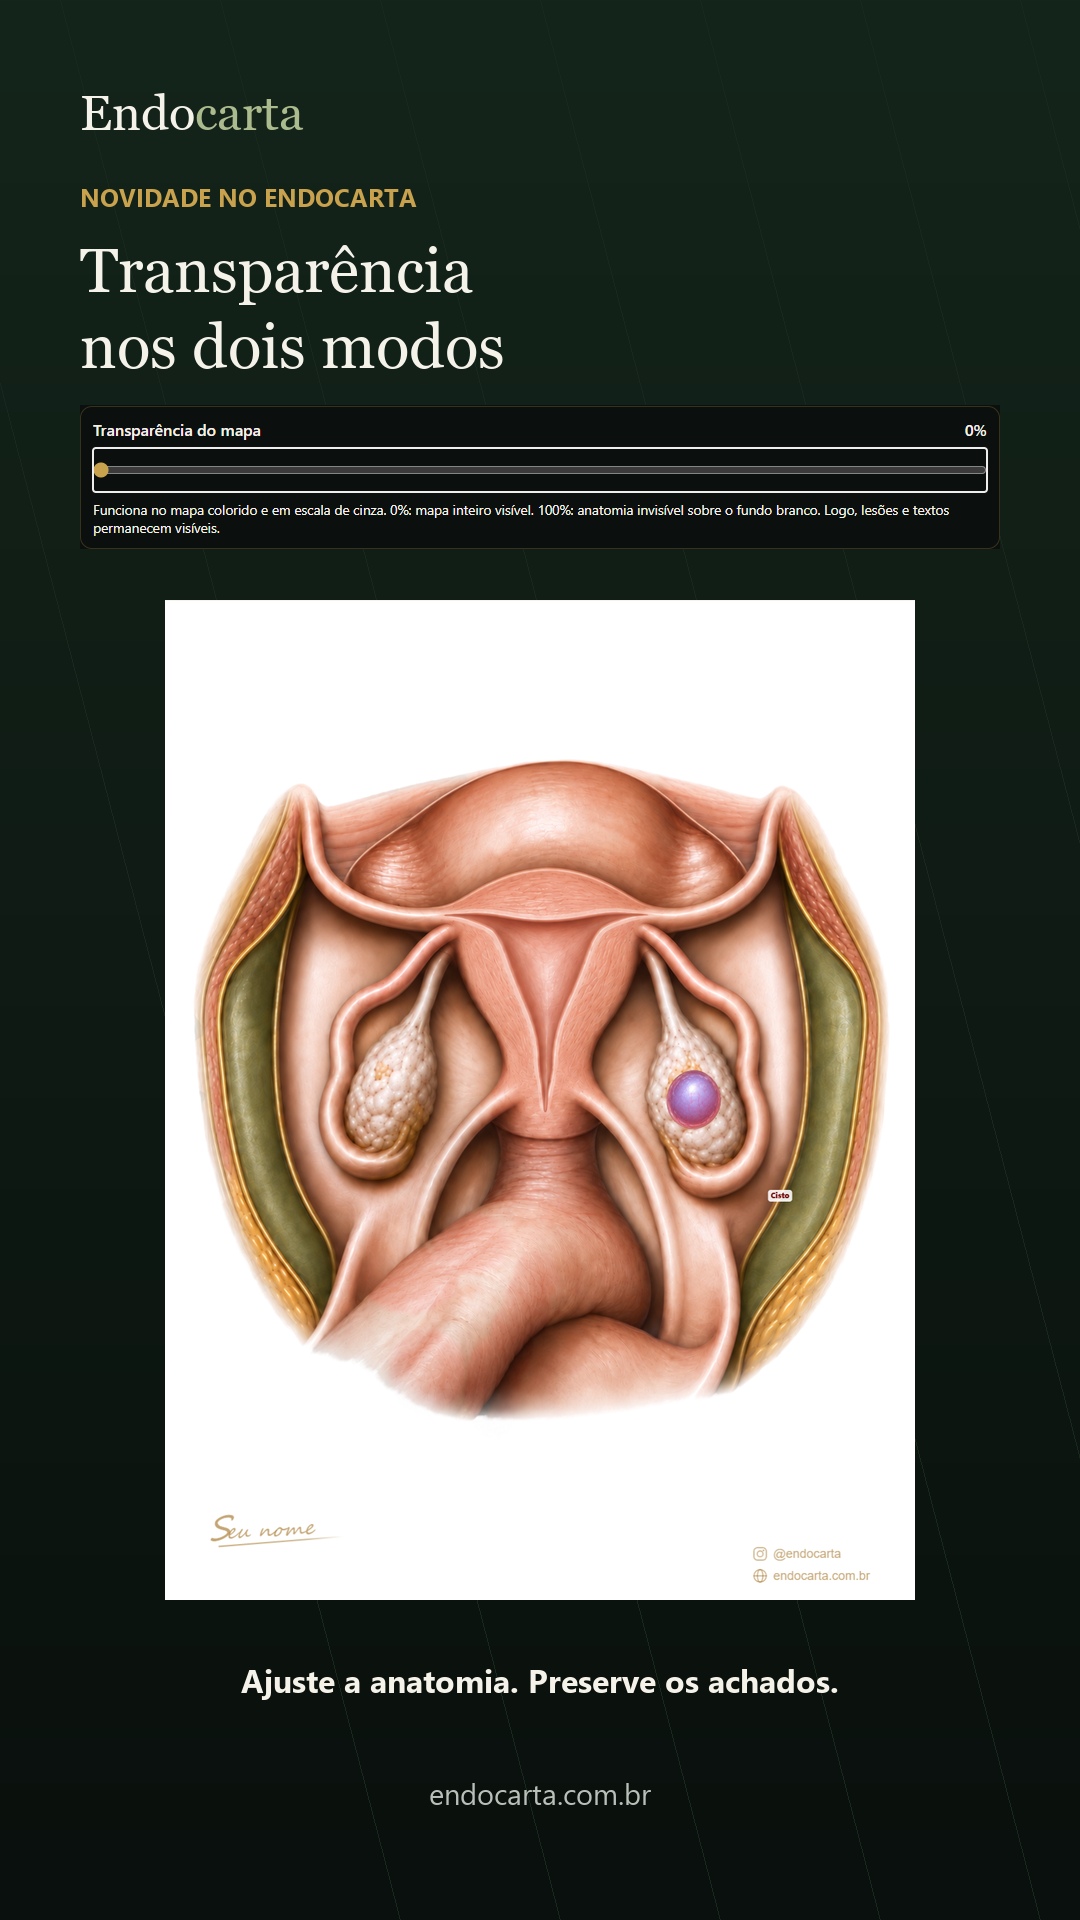 Endocarta
NOVIDADE NO ENDOCARTA
Transparência
nos dois modos
Transparência do mapa
0%
Funciona no mapa colorido e em escala de cinza. 0%: mapa inteiro visível. 100%: anatomia invisível sobre o fundo branco. Logo, lesões e textos
permanecem visíveis.
Cisto
Seu nome
@endocarta
endocarta.com.br
Ajuste a anatomia. Preserve os achados.
endocarta.com.br